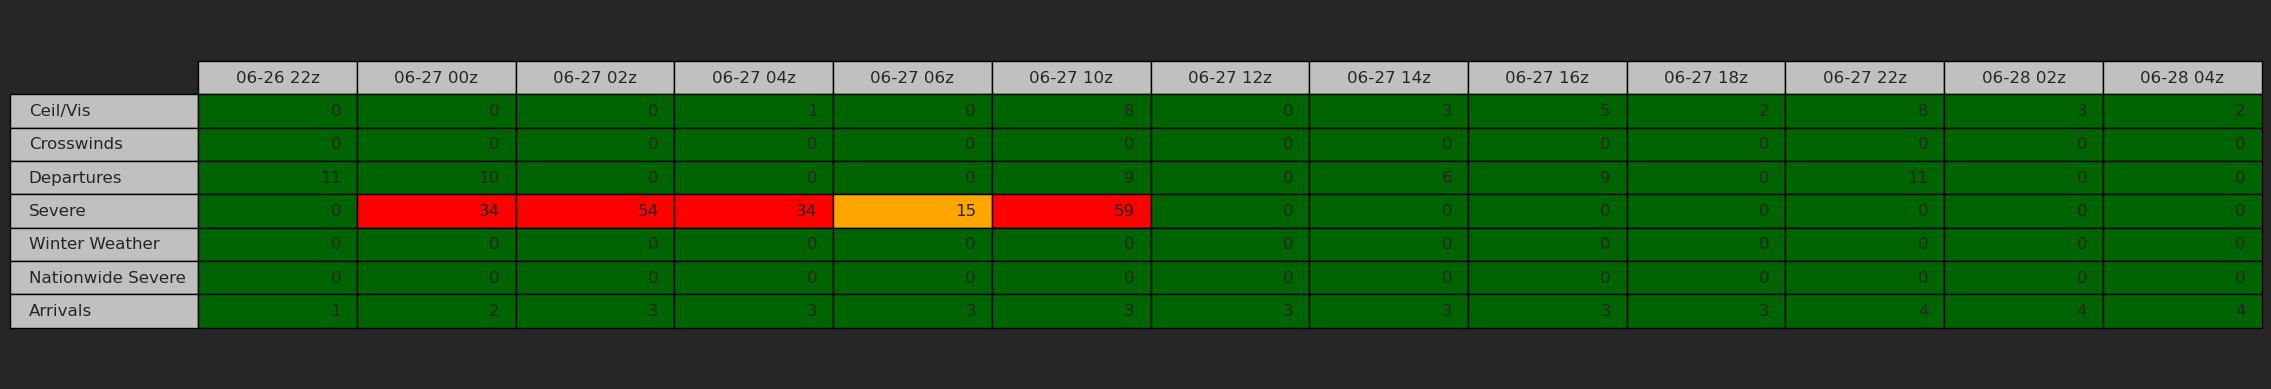 06-26 22z 06-27 00z 06-27 02z 06-27 04z 06-27 06z 06-27 10z 06-27 12z 06-27 14z 06-27 16z 06-27 18z 06-27 22z 06-28 02z 06-28 04z
Ceil/Vis 0 0 0 1 0 8 0 3 5 2 8 3 2
Crosswinds 0 0 0 0 0 0 0 0 0 0 0 0 0
Departures 11 10 0 0 0 9 0 6 9 0 11 0 0
Severe 0 34 54 34 15 59 0 0 0 0 0 0 0
Winter Weather 0 0 0 0 0 0 0 0 0 0 0 0 0
Nationwide Severe 0 0 0 0 0 0 0 0 0 0 0 0 0
Arrivals 1 2 3 3 3 3 3 3 3 3 4 4 4